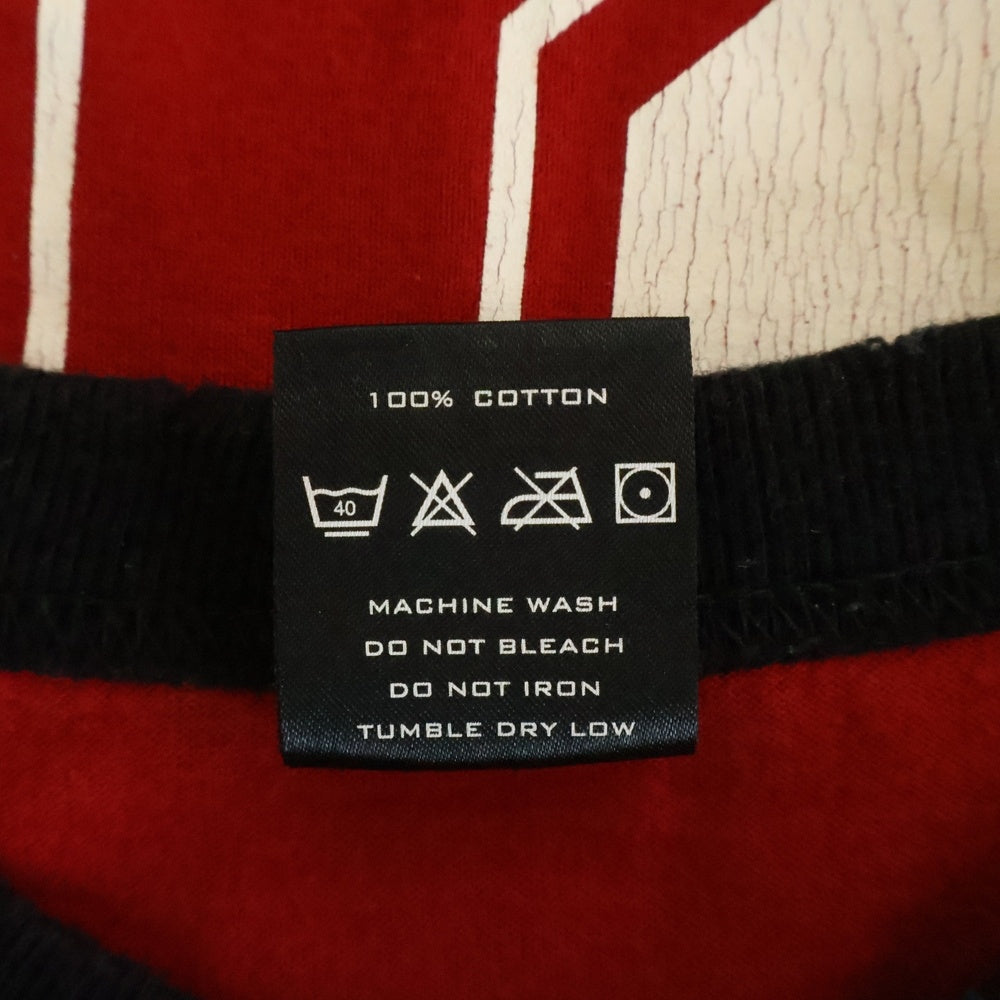 100% COTTON
40
MACHINE WASH
DO NOT BLEACH
DO NOT IRON
TUMBLE DRY LOW